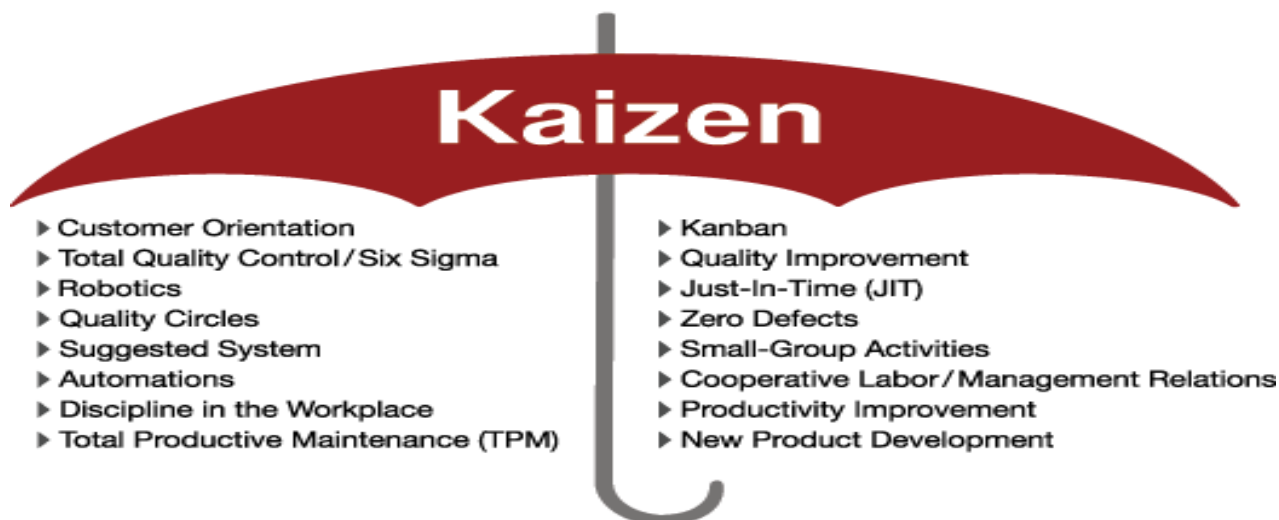 Kaizen
Customer Orientation
Total Quality Control/Six Sigma
Robotics
Quality Circles
Suggested System
Automations
Discipline in the Workplace
Total Productive Maintenance (TPM)
Kanban
Quality Improvement
Just-In-Time (JIT)
Zero Defects
Small-Group Activities
Cooperative Labor/Management Relations
Productivity Improvement
New Product Development